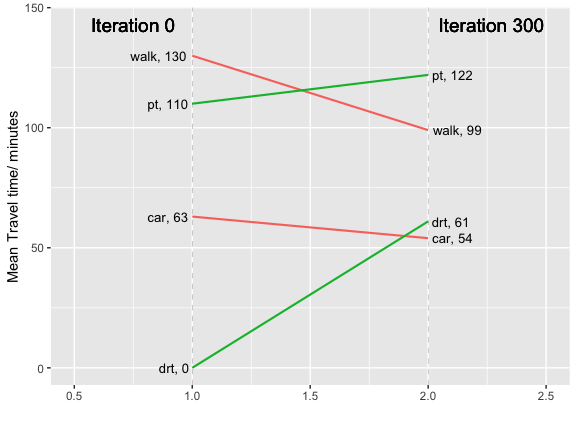 Iteration 0
Iteration 300
Mean Travel time/ minutes
150
100
50
0
walk, 130
pt, 110
car, 63
drt, 0
pt, 122
walk, 99
drt, 61
car, 54
0.5
1.0
1.5
2.0
2.5